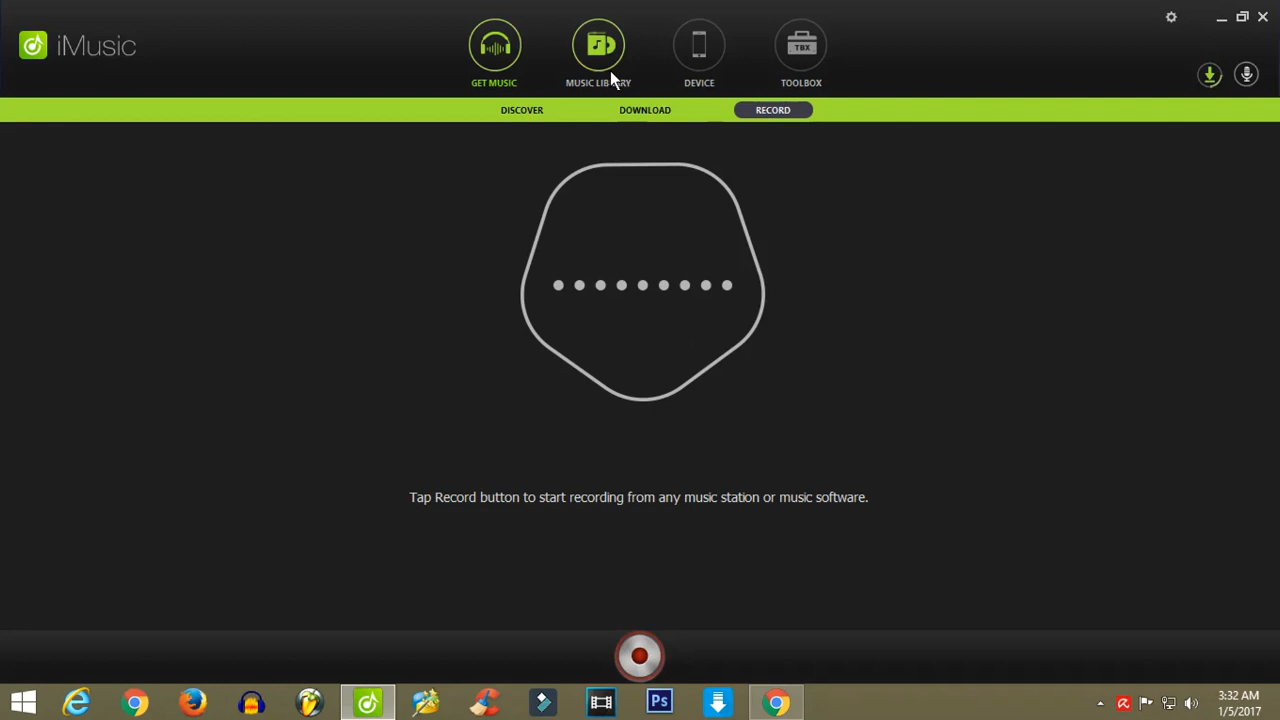 iMusic
GET MUSIC
MUSIC LIBRARY
DEVICE
TBX
TOOLBOX
DISCOVER
DOWNLOAD
RECORD
Tap Record button to start recording from any music station or music software.
Ps
3:32 AM
1/5/2017